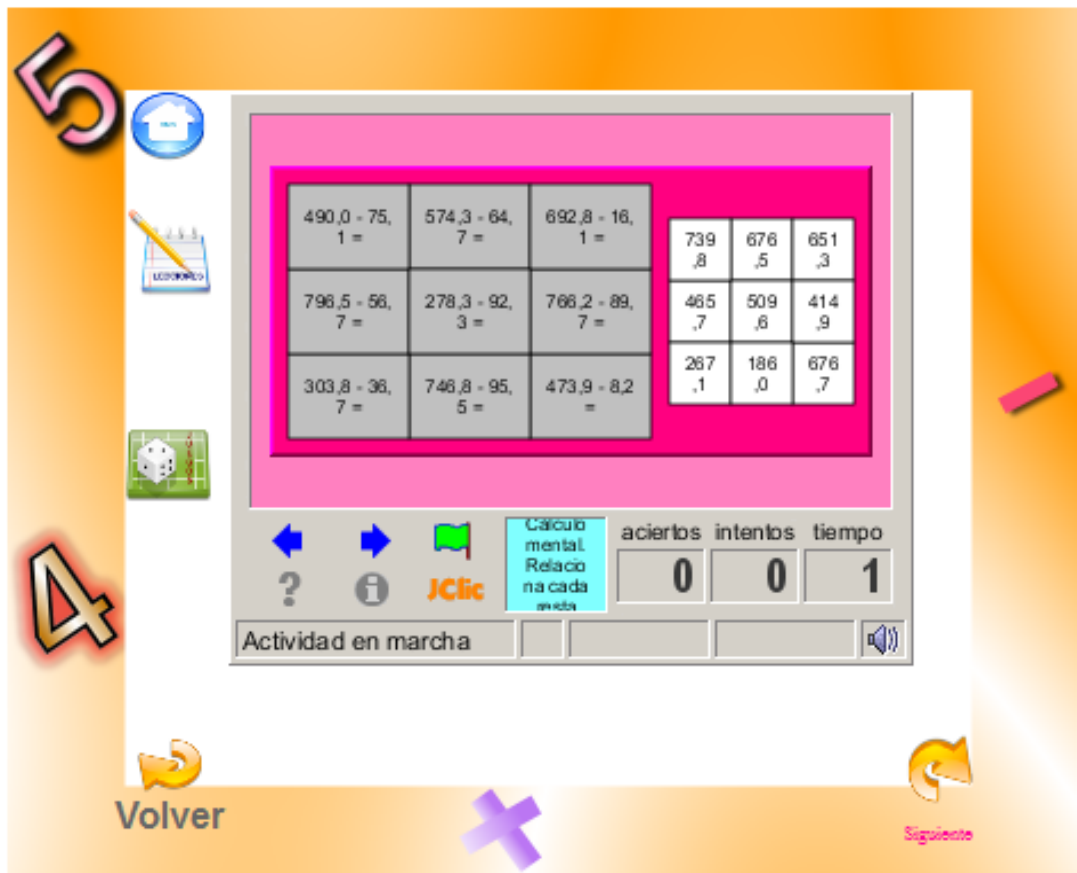 5
LECCIONES
490,0 - 75,
1 =
574,3 - 64,
7 =
692,8 - 16,
1 =
796,5 - 56,
7 =
278,3 - 92,
3 =
766,2 - 89,
7 =
303,8 - 36,
7 =
746,8 - 95,
5 =
473,9 - 8,2
=
739
,8
676
,5
651
,3
465
,7
509
,6
414
,9
267
,1
186
,0
676
,7
4
?
i
JClic
Cálculo
mental.
Relacio
na cada
resta
aciertos
intentos
tiempo
0
0
1
Actividad en marcha
Volver
Siguiente